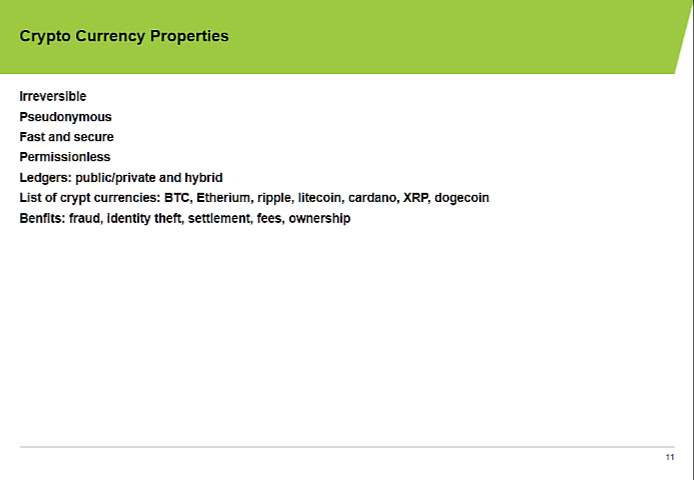 Crypto Currency Properties
Irreversible
Pseudonymous
Fast and secure
Permissionless
Ledgers: public/private and hybrid
List of crypt currencies: BTC, Etherium, ripple, litecoin, cardano, XRP, dogecoin
Benfits: fraud, identity theft, settlement, fees, ownership
11